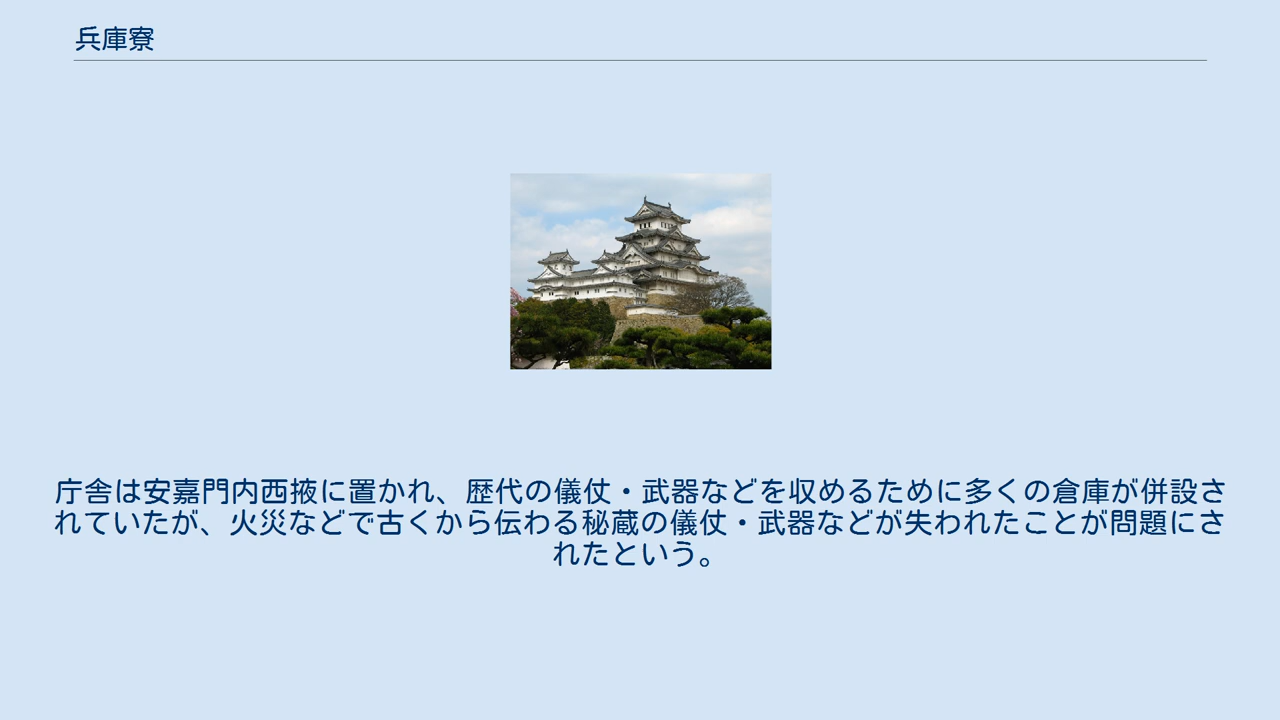 兵庫寮
庁舎は安嘉門内西掖に置かれ、歴代の儀仗・武器などを収めるために多くの倉庫が併設さ
れていたが、火災などで古くから伝わる秘蔵の儀仗・武器などが失われたことが問題にさ
れたという。